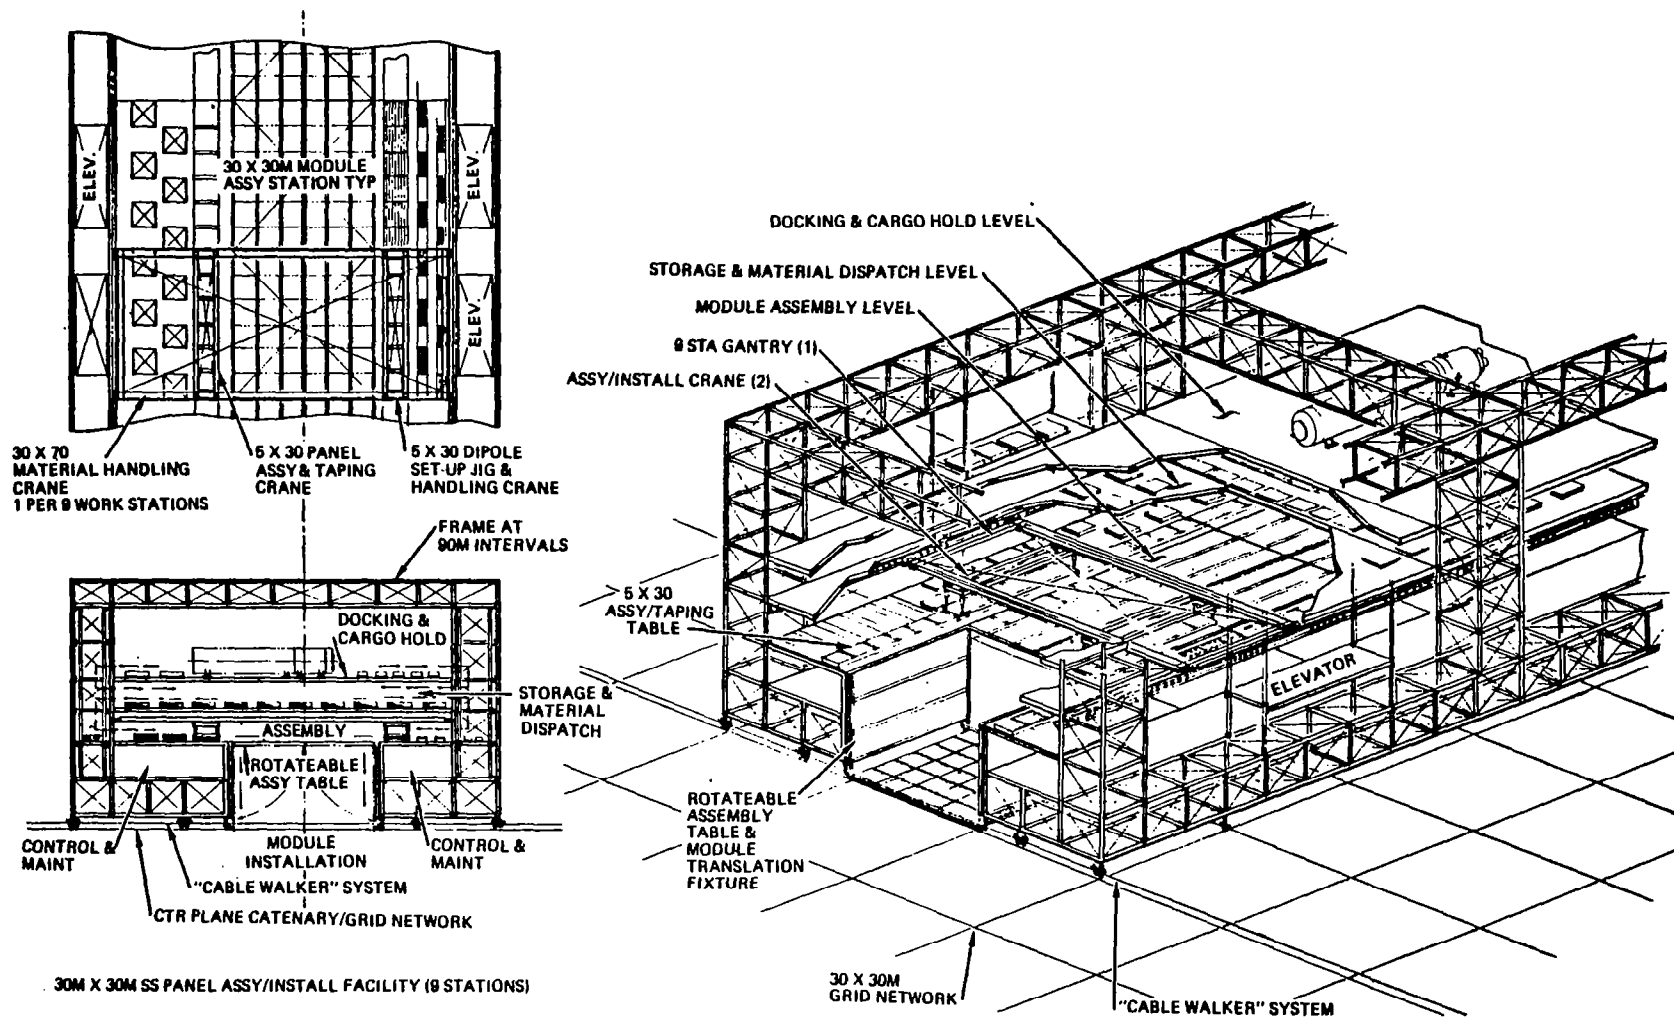 ELEV.
ELEV.
30 X 30M MODULE
ASSY STATION TYP
ELEV.
30 X 70
MATERIAL HANDLING
CRANE
1 PER 9 WORK STATIONS
5 X 30 PANEL
ASSY & TAPING
CRANE
5 X 30 DIPOLE
SET-UP JIG &
HANDLING CRANE
FRAME AT
90M INTERVALS
DOCKING &
CARGO HOLD
STORAGE &
MATERIAL
DISPATCH
ASSEMBLY
ROTATEABLE
ASSY TABLE
CONTROL &
MAINT
MODULE
INSTALLATION
CONTROL &
MAINT
"CABLE WALKER" SYSTEM
CTR PLANE CATENARY/GRID NETWORK
30M X 30M SS PANEL ASSY/INSTALL FACILITY (9 STATIONS)
DOCKING & CARGO HOLD LEVEL
STORAGE & MATERIAL DISPATCH LEVEL
MODULE ASSEMBLY LEVEL
9 STA GANTRY (1)
ASSY/INSTALL CRANE (2)
5 X 30
ASSY/TAPING
TABLE
ELEVATOR
ROTATEABLE
ASSEMBLY
TABLE &
MODULE
TRANSLATION
FIXTURE
30 X 30M
GRID NETWORK
"CABLE WALKER" SYSTEM